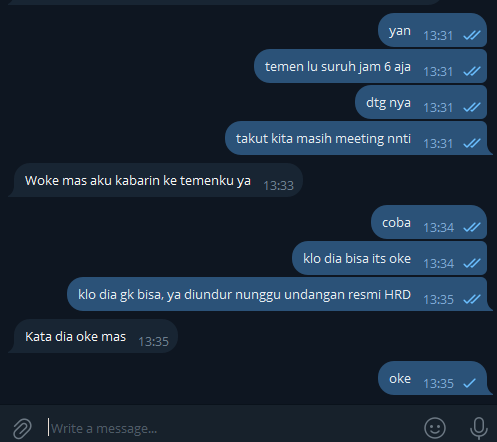 yan 13:31
temen lu suruh jam 6 aja 13:31
dtg nya 13:31
takut kita masih meeting nnti 13:31
Woke mas aku kabarin ke temenku ya 13:33
coba 13:34
klo dia bisa its oke 13:34
klo dia gk bisa, ya diundur nunggu undangan resmi HRD 13:35
Kata dia oke mas 13:35
oke 13:35
Write a message...